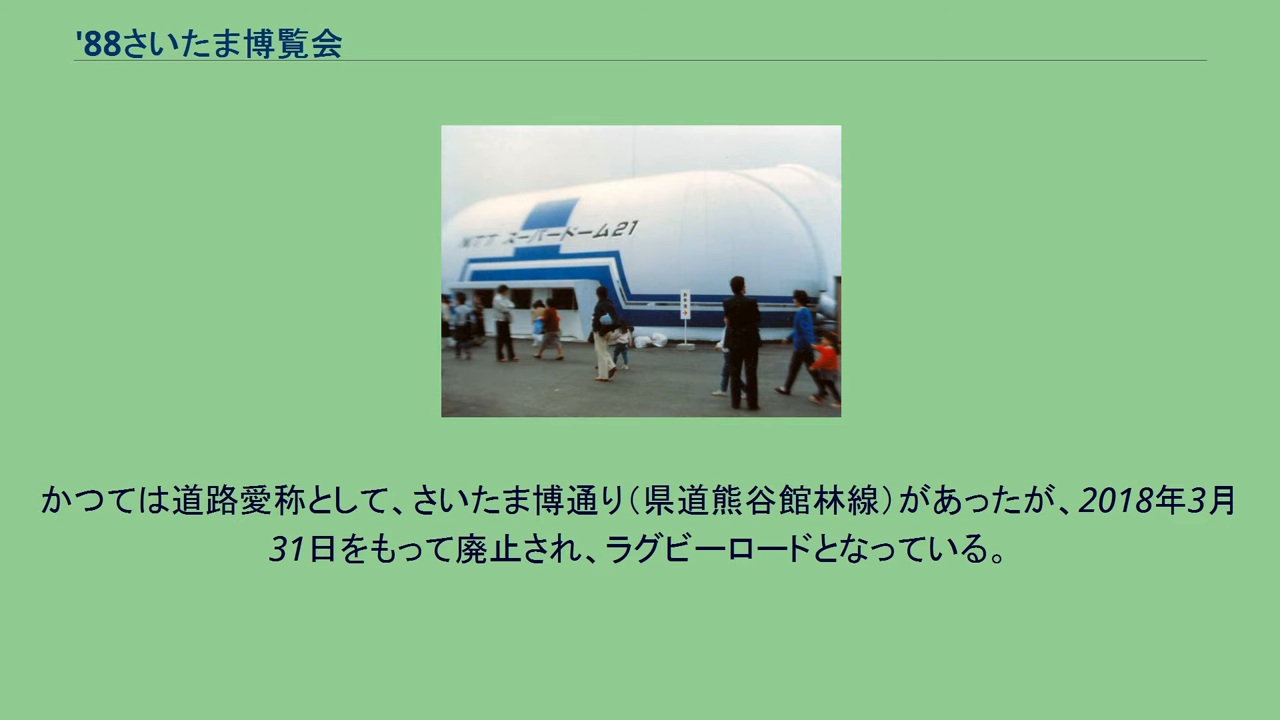 '88さいたま博覧会
NTT スーパードーム21
かつては道路愛称として、さいたま博通り（県道熊谷館林線）があったが、2018年3月
31日をもって廃止され、ラグビーロードとなっている。